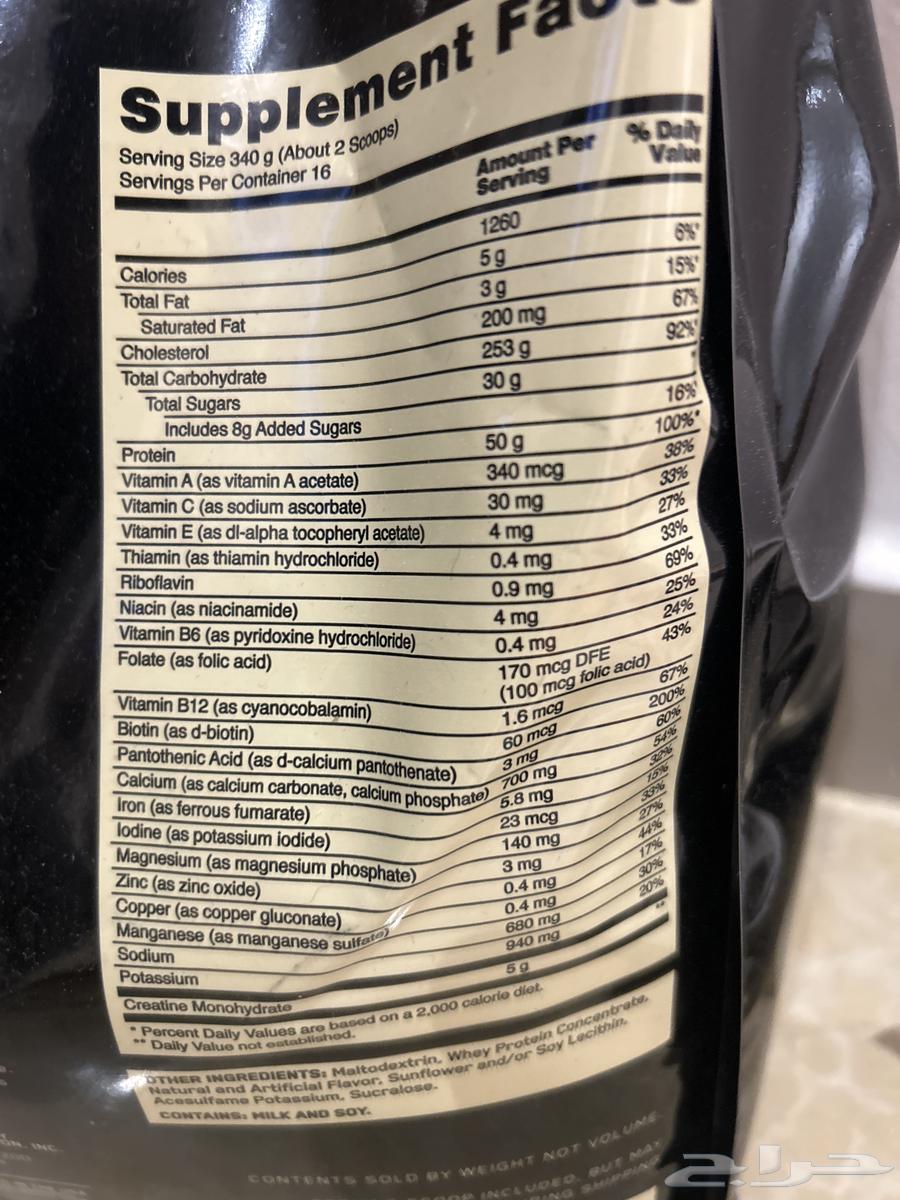 Supplement Facts
Serving Size 340 g (About 2 Scoops)
Servings Per Container 16
Amount Per Serving % Daily Value
Calories 1260
Total Fat 5 g 6%*
Saturated Fat 3 g 15%*
Cholesterol 200 mg 67%
Total Carbohydrate 253 g 92%*
Total Sugars 30 g
Includes 8g Added Sugars 16%
Protein 50 g 100%*
Vitamin A (as vitamin A acetate) 340 mcg 38%
Vitamin C (as sodium ascorbate) 30 mg 33%
Vitamin E (as dl-alpha tocopheryl acetate) 4 mg 27%
Thiamin (as thiamin hydrochloride) 0.4 mg 33%
Riboflavin 0.9 mg 69%
Niacin (as niacinamide) 4 mg 25%
Vitamin B6 (as pyridoxine hydrochloride) 0.4 mg 24%
Folate (as folic acid) 170 mcg DFE 43%
(100 mcg folic acid)
Vitamin B12 (as cyanocobalamin) 1.6 mcg 67%
Biotin (as d-biotin) 60 mcg 200%
Pantothenic Acid (as d-calcium pantothenate) 3 mg 60%
Calcium (as calcium carbonate, calcium phosphate) 700 mg 54%
Iron (as ferrous fumarate) 5.8 mg 32%
Iodine (as potassium iodide) 23 mcg 15%
Magnesium (as magnesium phosphate) 140 mg 33%
Zinc (as zinc oxide) 3 mg 27%
Copper (as copper gluconate) 0.4 mg 44%
Manganese (as manganese sulfate) 0.4 mg 17%
Sodium 680 mg 30%
Potassium 940 mg 20%
Creatine Monohydrate 5 g **
* Percent Daily Values are based on a 2,000 calorie diet.
** Daily Value not established.
OTHER INGREDIENTS: Maltodextrin, Whey Protein Concentrate,
Natural and Artificial Flavor, Sunflower and/or Soy Lecithin,
Acesulfame Potassium, Sucralose.
CONTAINS: MILK AND SOY.
CONTENTS SOLD BY WEIGHT NOT VOLUME
INCLUDED, BUT MAY
SHIPPING
INC.
حراج